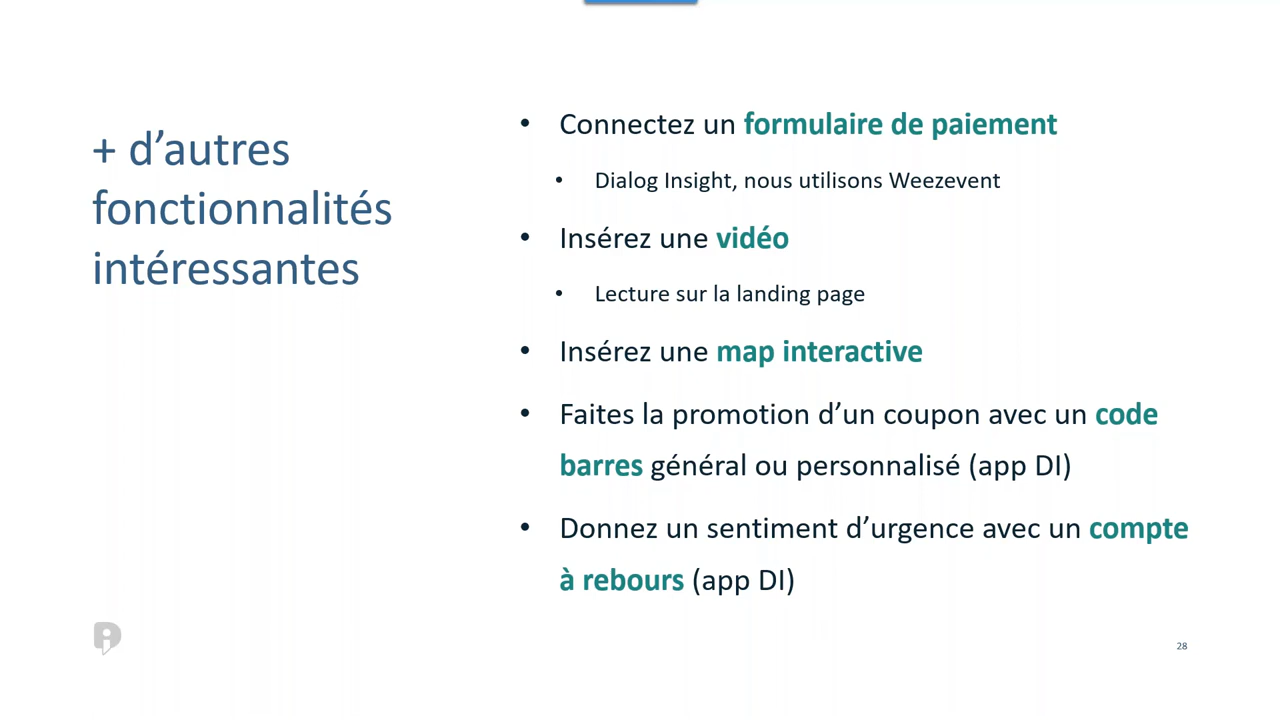 + d’autres
fonctionnalités
intéressantes
• Connectez un formulaire de paiement
• Dialog Insight, nous utilisons Weezevent
• Insérez une vidéo
• Lecture sur la landing page
• Insérez une map interactive
• Faites la promotion d’un coupon avec un code
barres général ou personnalisé (app DI)
• Donnez un sentiment d’urgence avec un compte
à rebours (app DI)
28